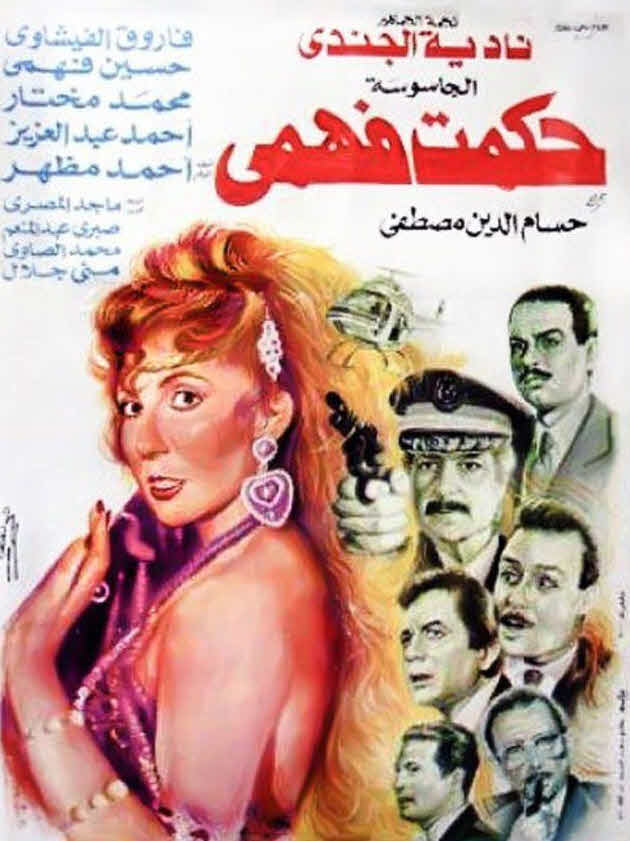 نجمة الجماهير
نادية الجندى
الجاسوسة
حكمت فهمى
حسام الدين مصطفى
فاروق الفيشاوى
حسين فهمى
محمد مختار
أحمد عبد العزيز
أحمد مظهر
ماجد المصرى
صبرى عبد المنعم
محمد الصاوى
منى جلال